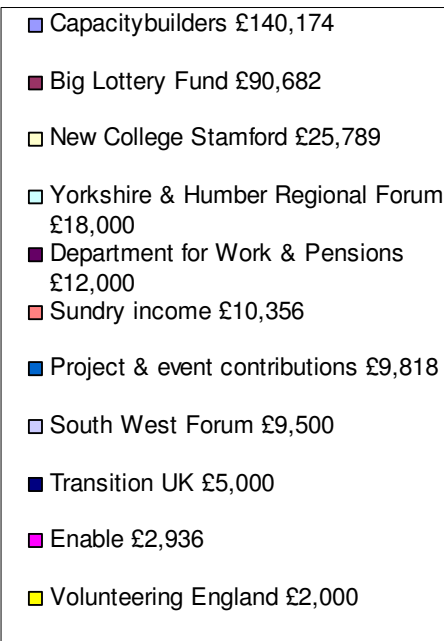 Capacitybuilders £140,174
Big Lottery Fund £90,682
New College Stamford £25,789
Yorkshire & Humber Regional Forum
£18,000
Department for Work & Pensions
£12,000
Sundry income £10,356
Project & event contributions £9,818
South West Forum £9,500
Transition UK £5,000
Enable £2,936
Volunteering England £2,000